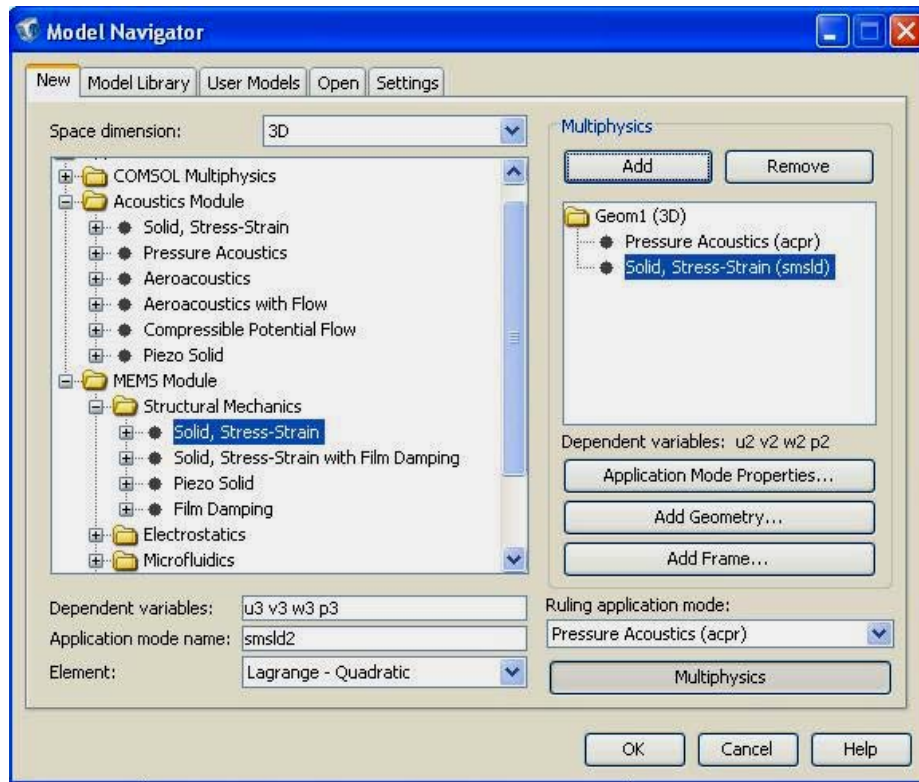 Model Navigator
New Model Library User Models Open Settings
Space dimension: 3D
COMSOL Multiphysics
Acoustics Module
Solid, Stress-Strain
Pressure Acoustics
Aeroacoustics
Aeroacoustics with Flow
Compressible Potential Flow
Piezo Solid
MEMS Module
Structural Mechanics
Solid, Stress-Strain
Solid, Stress-Strain with Film Damping
Piezo Solid
Film Damping
Electrostatics
Microfluidics
Dependent variables: u3 v3 w3 p3
Application mode name: smsld2
Element: Lagrange - Quadratic
Multiphysics
Add Remove
Geom1 (3D)
Pressure Acoustics (acpr)
Solid, Stress-Strain (smsld)
Dependent variables: u2 v2 w2 p2
Application Mode Properties...
Add Geometry...
Add Frame...
Ruling application mode:
Pressure Acoustics (acpr)
Multiphysics
OK Cancel Help